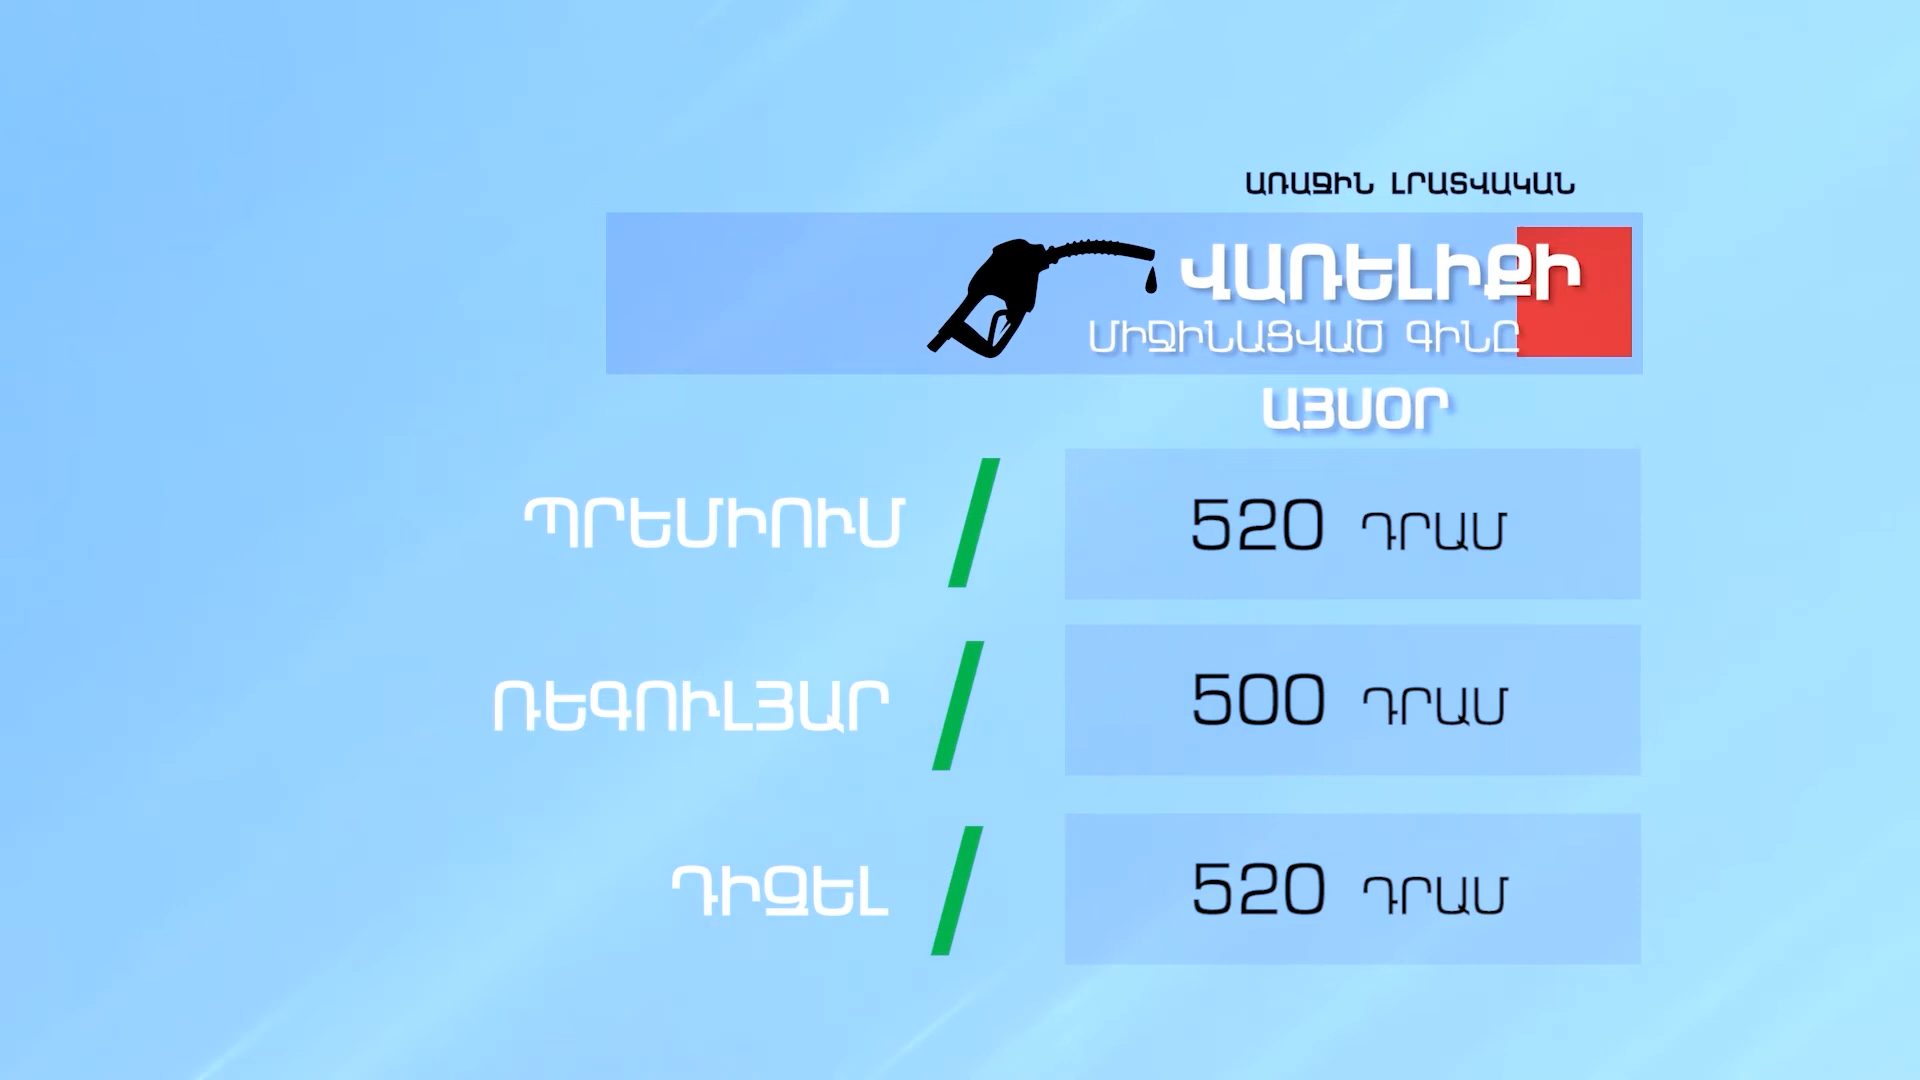 ԱՌԱՋԻՆ ԼՐԱՏՎԱԿԱՆ
ՎԱՌԵԼԻՔԻ
ՄԻՋԻՆԱՑՎԱԾ ԳԻՆԸ
ԱՅՍՕՐ
ՊՐԵՄԻՈՒՄ / 520 ԴՐԱՄ
ՌԵԳՈՒԼՅԱՐ / 500 ԴՐԱՄ
ԴԻԶԵԼ / 520 ԴՐԱՄ